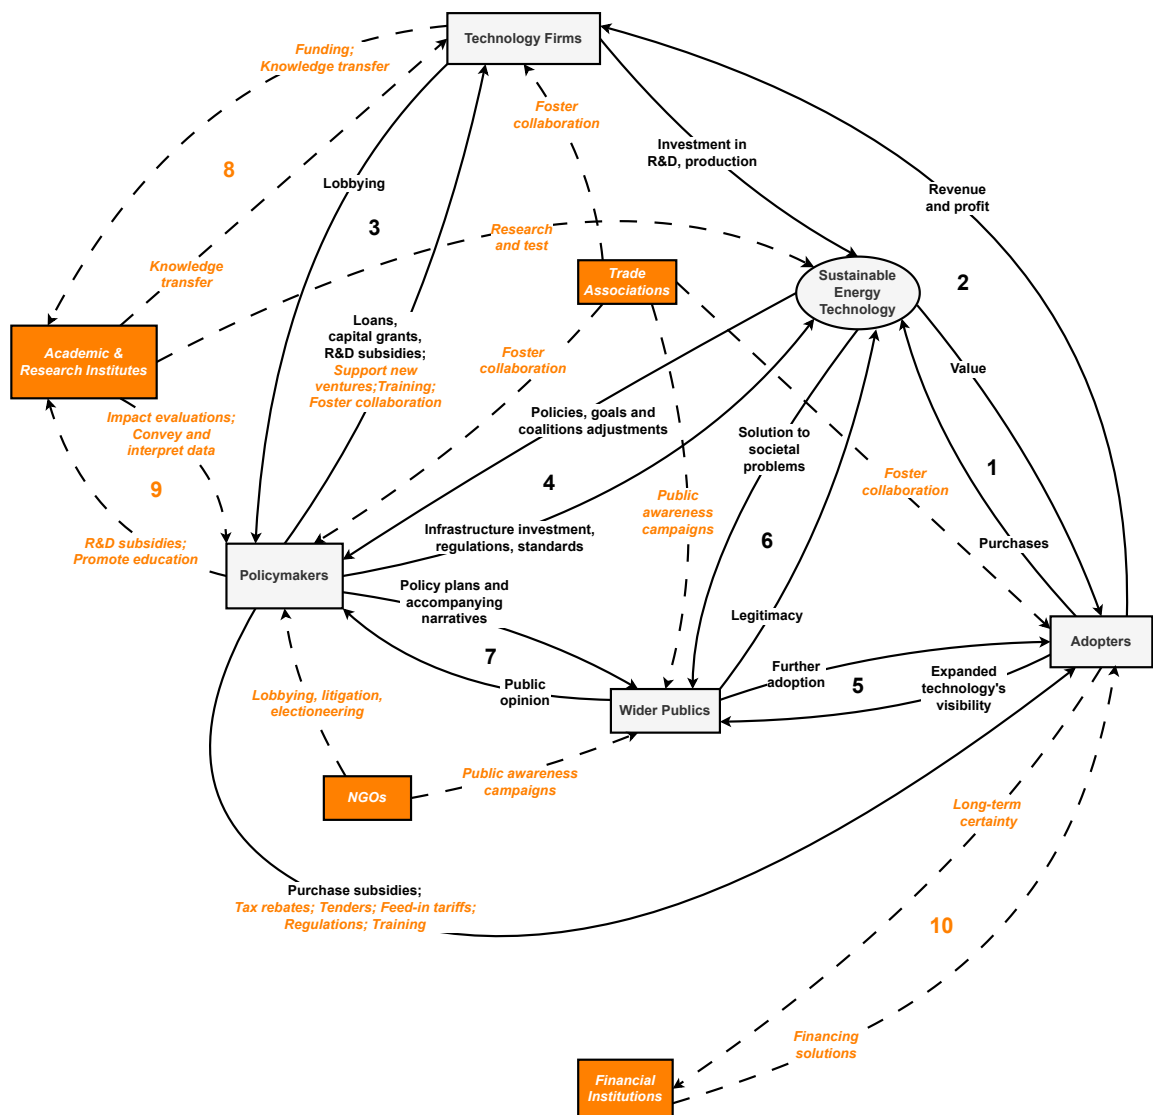 Technology Firms
Funding;
Knowledge transfer
Foster
collaboration
Investment in
R&D, production
8
Lobbying
3
Revenue
and profit
Research
and test
Knowledge
transfer
Trade
Associations
Sustainable
Energy
Technology
2
Academic &
Research Institutes
Loans,
capital grants,
R&D subsidies;
Support new
ventures;Training;
Foster collaboration
Foster
collaboration
Value
Impact evaluations;
Convey and
interpret data
Policies, goals and
coalitions adjustments
Solution to
societal
problems
1
9
4
Foster
collaboration
Public
awareness
campaigns
R&D subsidies;
Promote education
Infrastructure investment,
regulations, standards
6
Purchases
Policymakers
Policy plans and
accompanying
narratives
Legitimacy
Adopters
7
Further
adoption
5
Expanded
technology's
visibility
Lobbying, litigation,
electioneering
Public
opinion
Wider Publics
NGOs
Public awareness
campaigns
Long-term
certainty
Purchase subsidies;
Tax rebates; Tenders; Feed-in tariffs;
Regulations; Training
10
Financing
solutions
Financial
Institutions